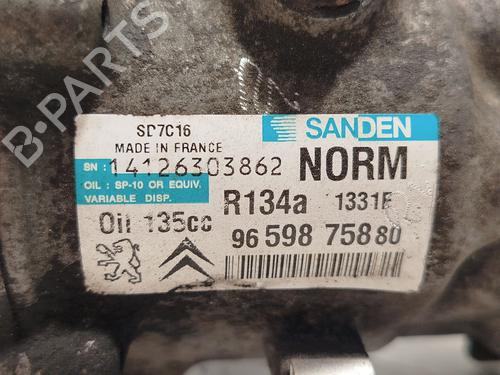 SD7C16
MADE IN FRANCE
SN : 14126303862
OIL : SP-10 OR EQUIV.
VARIABLE DISP.
Oil 135cc
SANDEN
NORM
R134a 1331F
96 598 758 80
B-PARTS